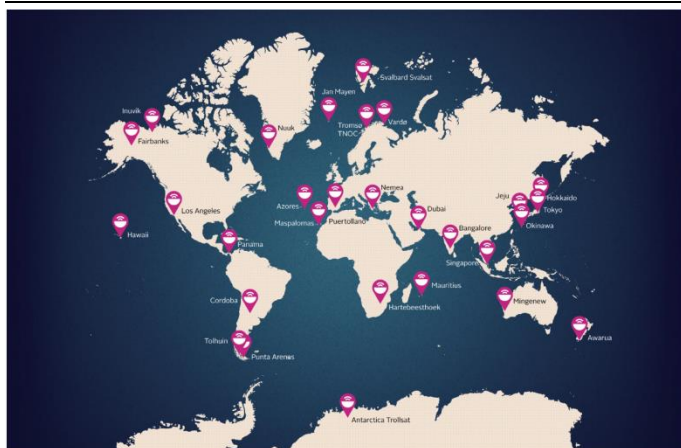 Svalbard Svalsat
Jan Mayen
Inuvik
Tromsø
TNOC
Vardø
Nuuk
Fairbanks
Nemea
Jeju
Hokkaido
Azores
Los Angeles
Dubai
Tokyo
Maspalomas
Puertollano
Okinawa
Bangalore
Hawaii
Panama
Singapore
Mauritius
Cordoba
Hartebeesthoek
Mingenew
Tolhuin
Awarua
Punta Arenas
Antarctica Trollsat